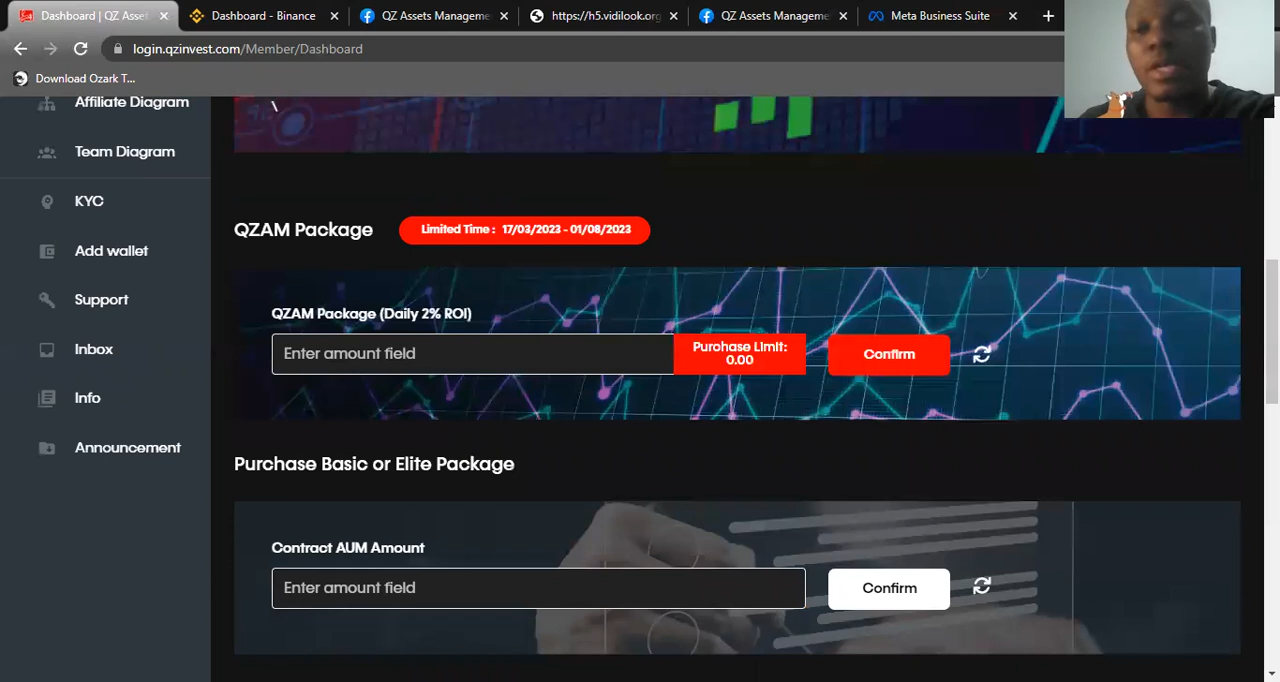 Dashboard | QZ Asset
Dashboard - Binance
QZ Assets Manageme
https://h5.vidilook.org
QZ Assets Manageme
Meta Business Suite
login.qzinvest.com/Member/Dashboard
Download Ozark T...
Affiliate Diagram
Team Diagram
KYC
Add wallet
Support
Inbox
Info
Announcement
QZAM Package
Limited Time : 17/03/2023 - 01/08/2023
QZAM Package (Daily 2% ROI)
Enter amount field
Purchase Limit:
0.00
Confirm
Purchase Basic or Elite Package
Contract AUM Amount
Enter amount field
Confirm